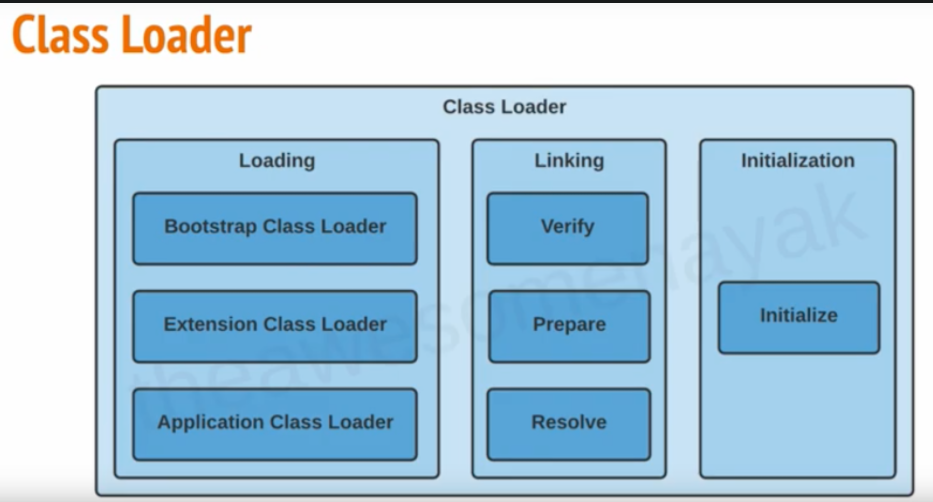 Class Loader
Class Loader
Loading
Bootstrap Class Loader
Extension Class Loader
Application Class Loader
Linking
Verify
Prepare
Resolve
Initialization
Initialize
theawesomenayak